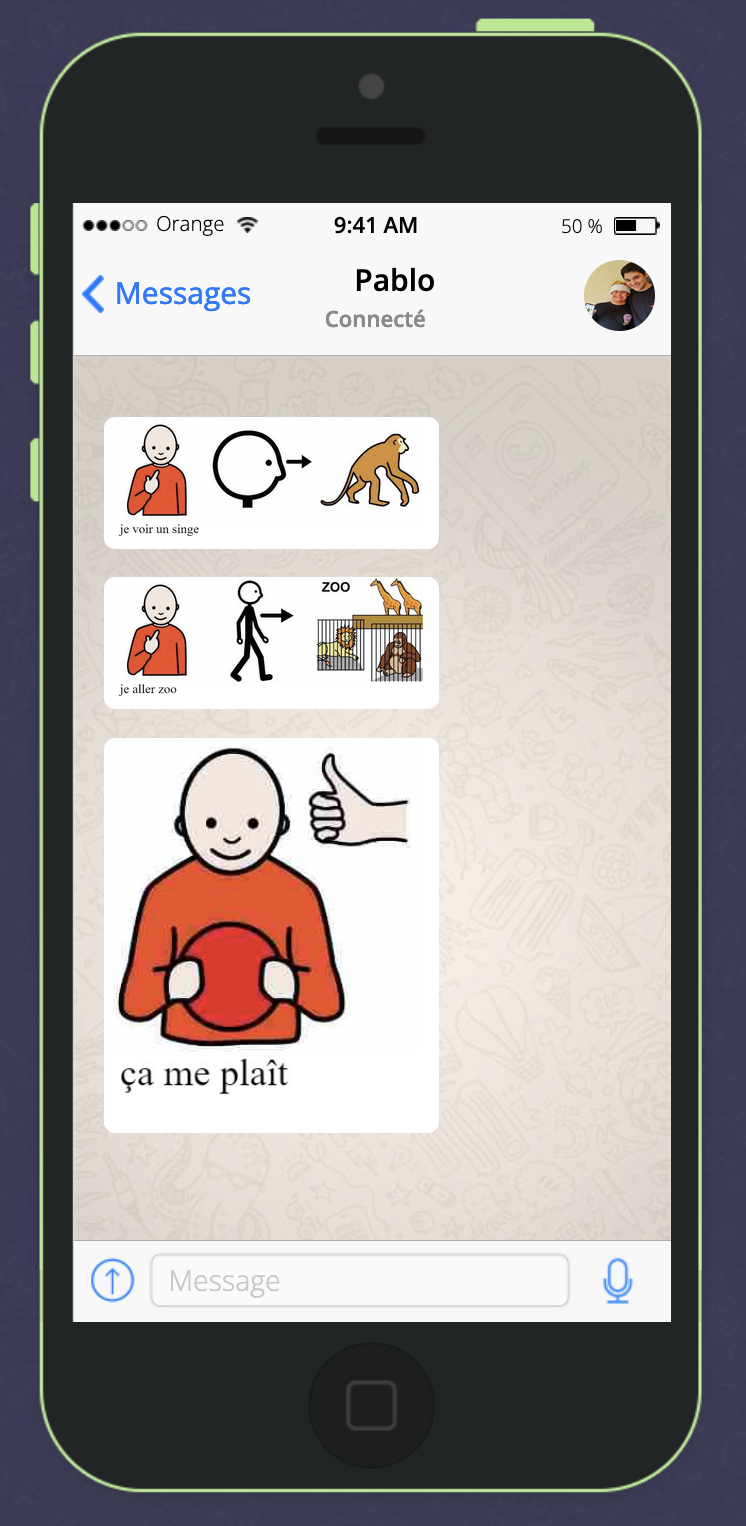 Orange 9:41 AM 50 %
Messages Pablo
Connecté
je voir un singe
ZOO
je aller zoo
ça me plaît
Message